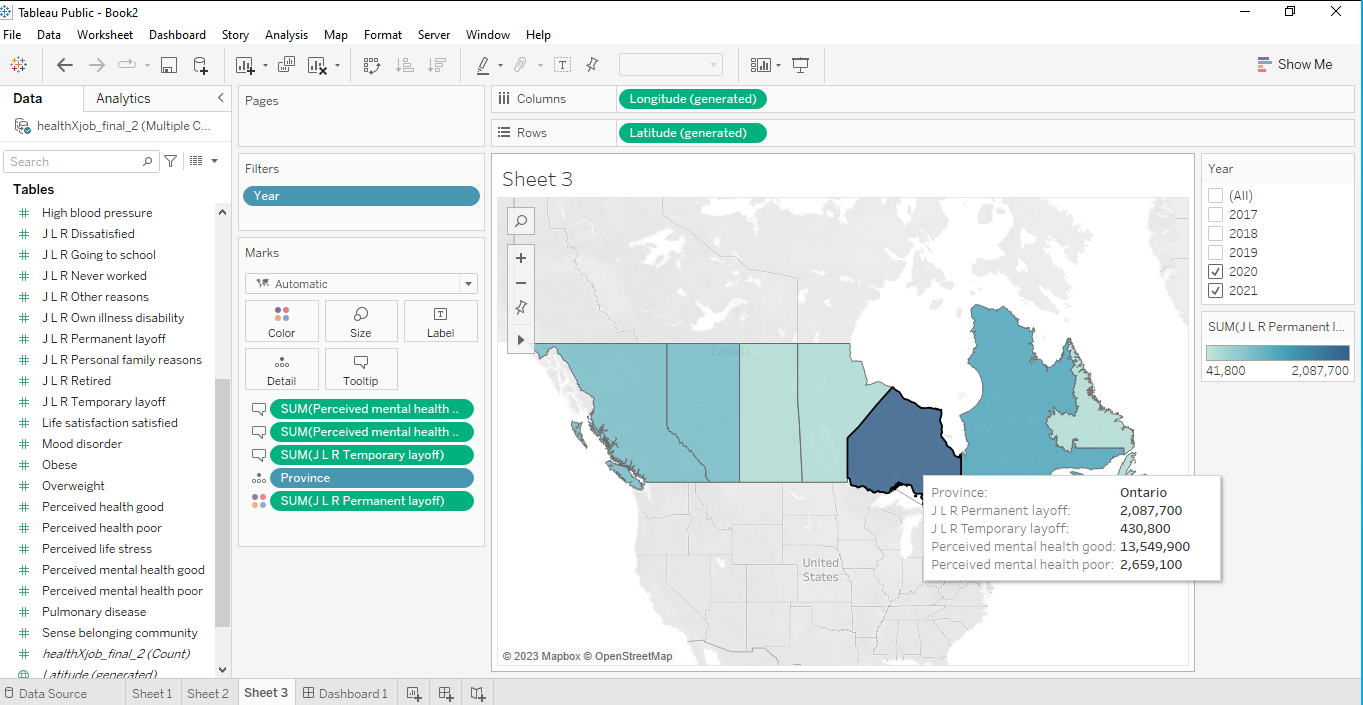 Tableau Public - Book2
File Data Worksheet Dashboard Story Analysis Map Format Server Window Help
Show Me
Data Analytics
healthXjob_final_2 (Multiple C...
Search
Tables
High blood pressure
J L R Dissatisfied
J L R Going to school
J L R Never worked
J L R Other reasons
J L R Own illness disability
J L R Permanent layoff
J L R Personal family reasons
J L R Retired
J L R Temporary layoff
Life satisfaction satisfied
Mood disorder
Obese
Overweight
Perceived health good
Perceived health poor
Perceived life stress
Perceived mental health good
Perceived mental health poor
Pulmonary disease
Sense belonging community
healthXjob_final_2 (Count)
Latitude (generated)
Pages
Filters
Year
Marks
Automatic
Color Size Label
Detail Tooltip
SUM(Perceived mental health ..
SUM(Perceived mental health ..
SUM(J L R Temporary layoff)
Province
SUM(J L R Permanent layoff)
Columns Longitude (generated)
Rows Latitude (generated)
Sheet 3
Canada
United
States
Province: Ontario
J L R Permanent layoff: 2,087,700
J L R Temporary layoff: 430,800
Perceived mental health good: 13,549,900
Perceived mental health poor: 2,659,100
© 2023 Mapbox © OpenStreetMap
Year
(All)
2017
2018
2019
2020
2021
SUM(J L R Permanent l...
41,800 2,087,700
Data Source Sheet 1 Sheet 2 Sheet 3 Dashboard 1